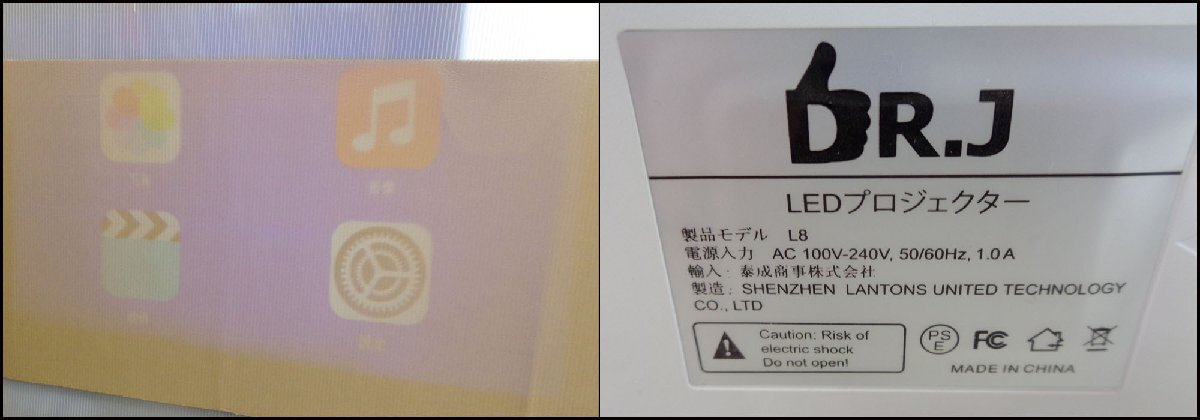 DR.J
LEDプロジェクター
製品モデル L8
電源入力 AC 100V-240V, 50/60Hz, 1.0 A
輸入: 泰成商事株式会社
製造: SHENZHEN LANTONS UNITED TECHNOLOGY
CO., LTD
Caution: Risk of
electric shock
Do not open!
PS
E
FC
MADE IN CHINA